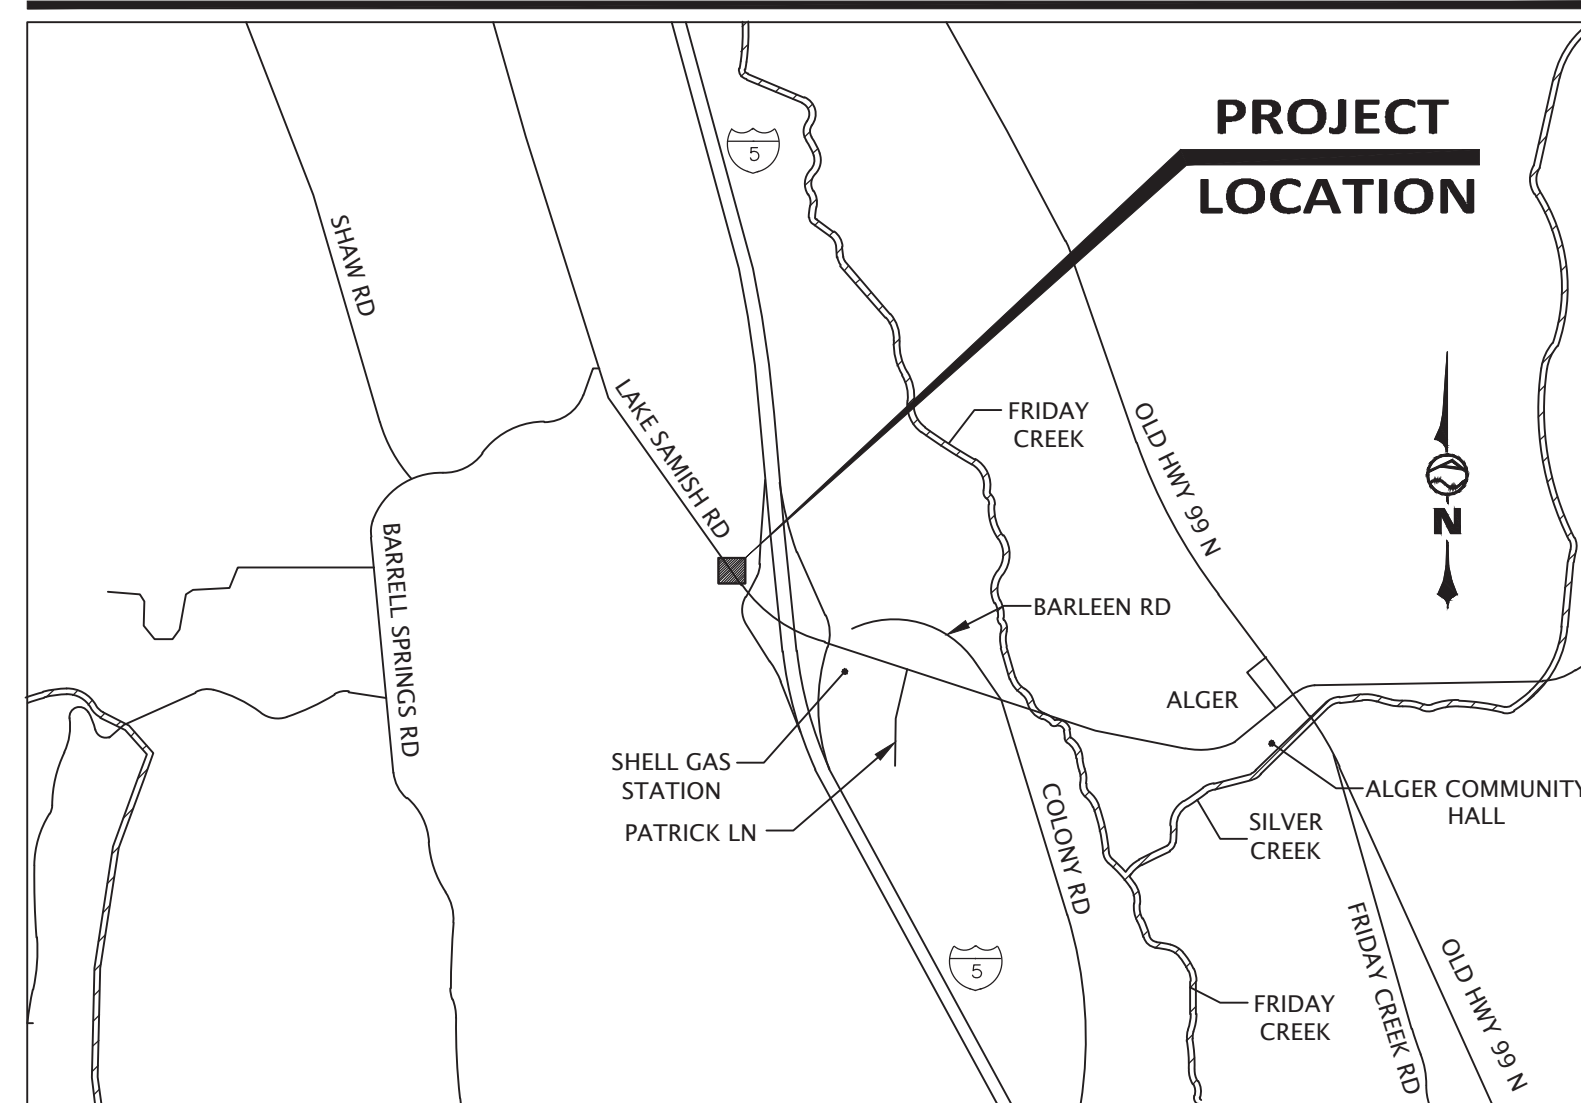 PROJECT
LOCATION
5
SHAW RD
LAKE SAMISH RD
FRIDAY
CREEK
OLD HWY 99 N
N
BARRELL SPRINGS RD
BARLEEN RD
ALGER
SHELL GAS
STATION
PATRICK LN
COLONY RD
ALGER COMMUNITY
HALL
SILVER
CREEK
5
FRIDAY
CREEK
FRIDAY CREEK RD
OLD HWY 99 N